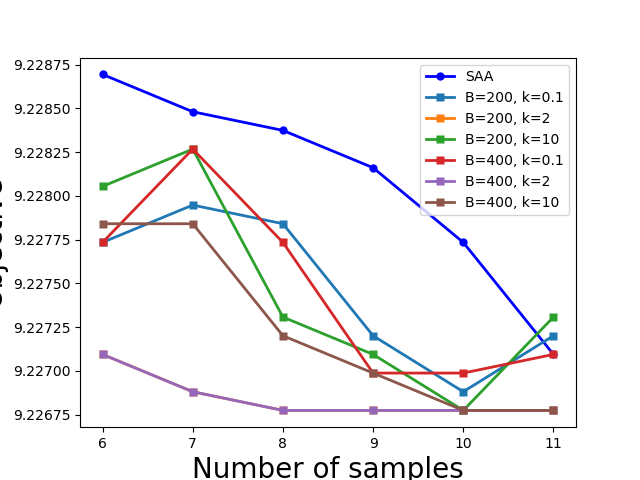 9.22875
9.22850
9.22825
9.22800
9.22775
9.22750
9.22725
9.22700
9.22675
6 7 8 9 10 11
Number of samples
SAA
B=200, k=0.1
B=200, k=2
B=200, k=10
B=400, k=0.1
B=400, k=2
B=400, k=10